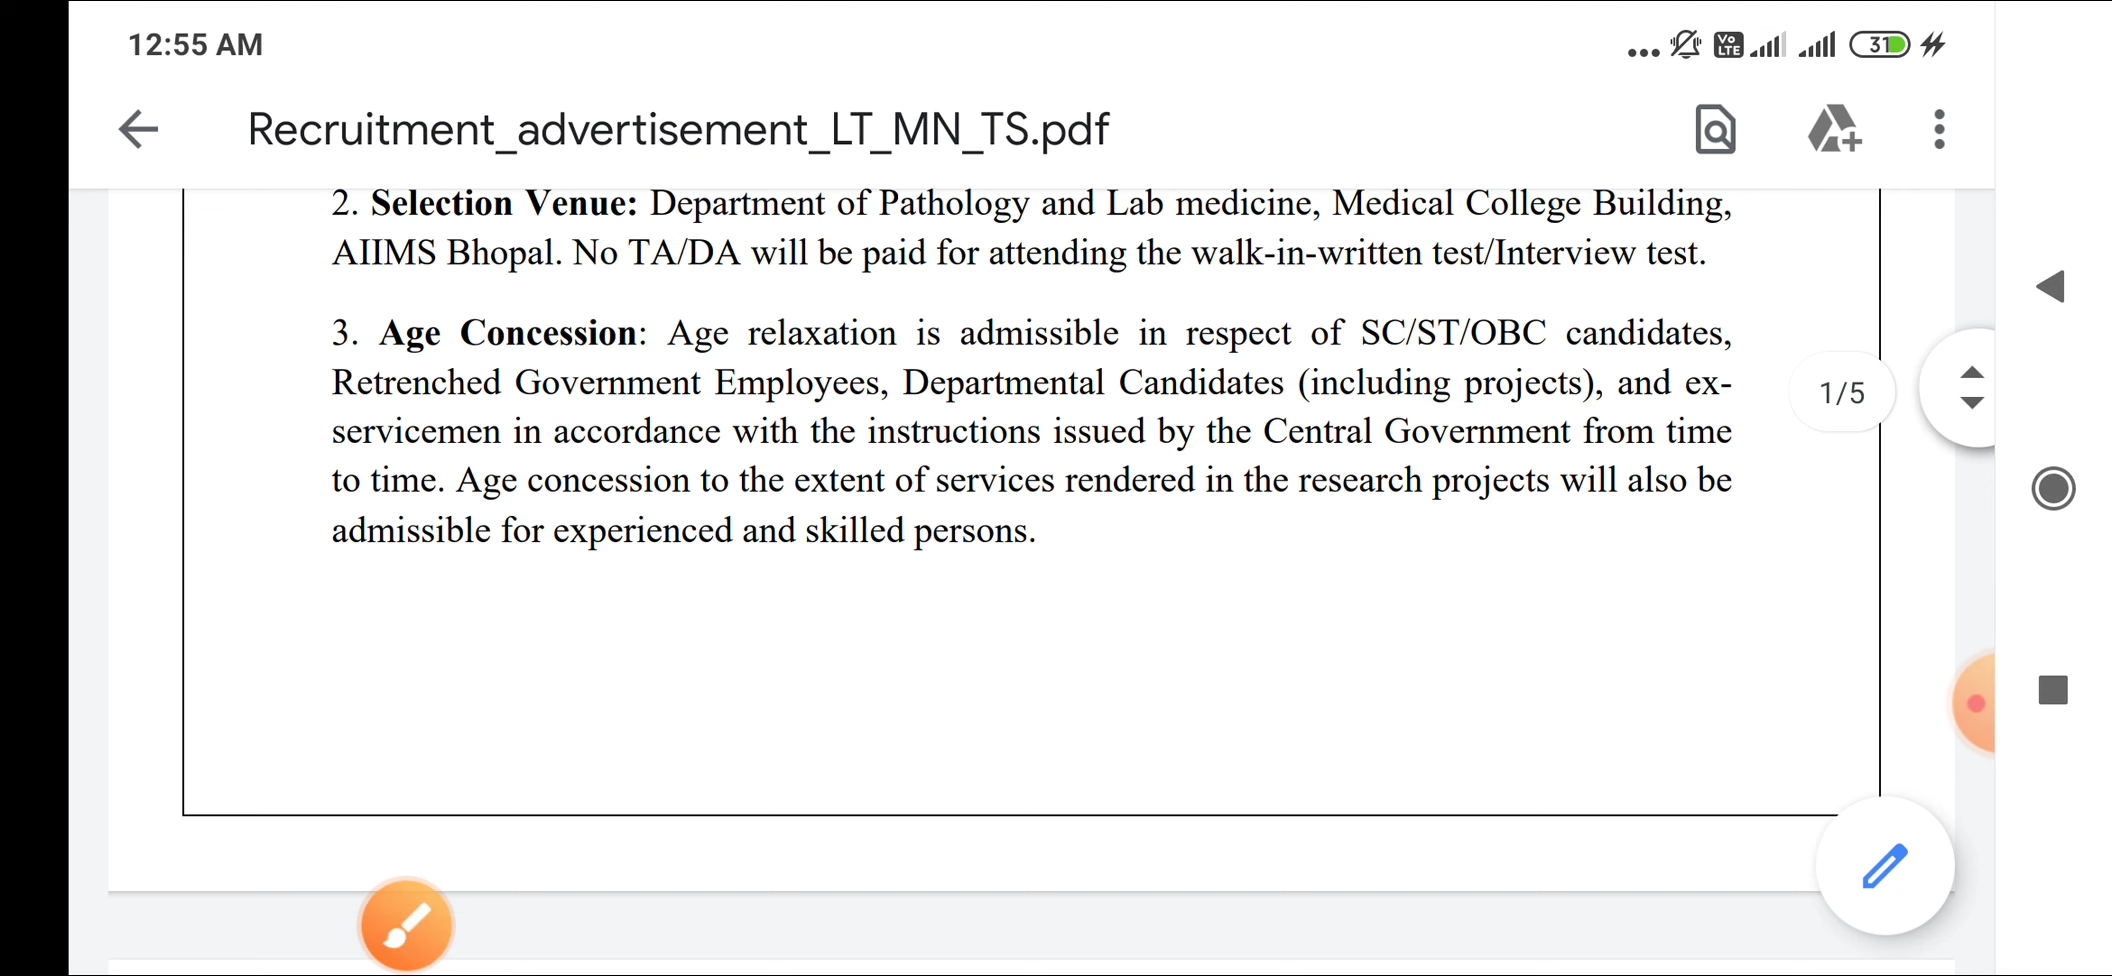 12:55 AM
Vo LTE
31
Recruitment_advertisement_LT_MN_TS.pdf
2. Selection Venue: Department of Pathology and Lab medicine, Medical College Building,
AIIMS Bhopal. No TA/DA will be paid for attending the walk-in-written test/Interview test.
3. Age Concession: Age relaxation is admissible in respect of SC/ST/OBC candidates,
Retrenched Government Employees, Departmental Candidates (including projects), and ex-
servicemen in accordance with the instructions issued by the Central Government from time
to time. Age concession to the extent of services rendered in the research projects will also be
admissible for experienced and skilled persons.
1/5